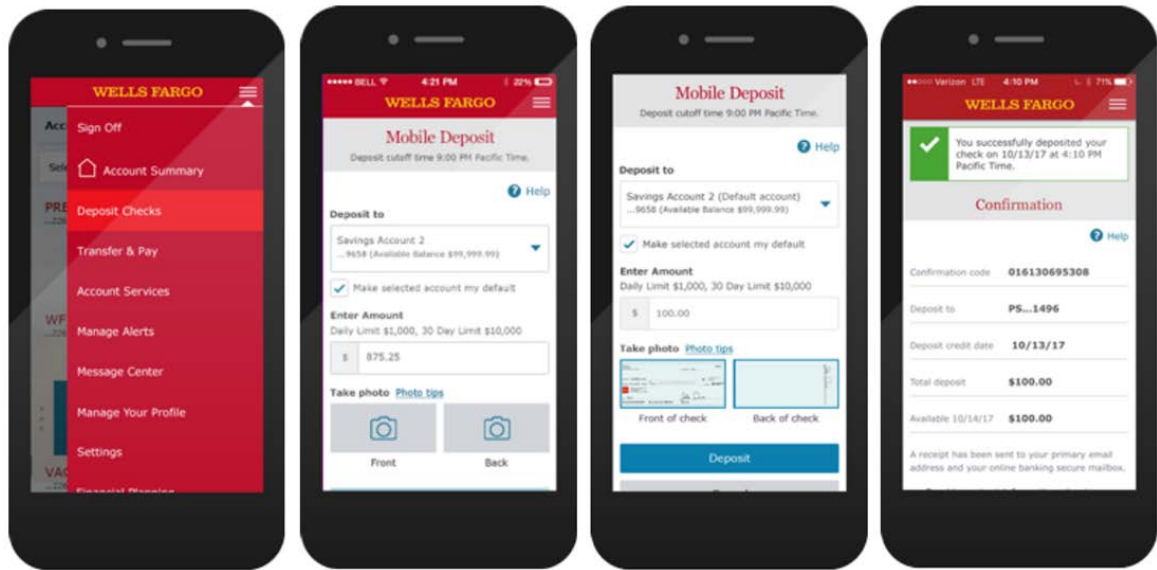 WELLS FARGO
Acc
Sign Off
Sele
Account Summary
PRE
Deposit Checks
Transfer & Pay
Account Services
WF
Manage Alerts
Message Center
Manage Your Profile
Settings
VAC
Financial Planning
BELL 4:21 PM 22%
WELLS FARGO
Mobile Deposit
Deposit cutoff time 9:00 PM Pacific Time.
Help
Deposit to
Savings Account 2
...9658 (Available Balance $99,999.99)
Make selected account my default
Enter Amount
Daily Limit $1,000, 30 Day Limit $10,000
$ 875.25
Take photo Photo tips
Front Back
Mobile Deposit
Deposit cutoff time 9:00 PM Pacific Time.
Help
Deposit to
Savings Account 2 (Default account)
...9658 (Available Balance $99,999.99)
Make selected account my default
Enter Amount
Daily Limit $1,000, 30 Day Limit $10,000
$ 100.00
Take photo Photo tips
Front of check Back of check
Deposit
Verizon LTE 4:10 PM 71%
WELLS FARGO
You successfully deposited your
check on 10/13/17 at 4:10 PM
Pacific Time.
Confirmation
Help
Confirmation code 016130695308
Deposit to PS...1496
Deposit credit date 10/13/17
Total deposit $100.00
Available 10/14/17 $100.00
A receipt has been sent to your primary email
address and your online banking secure mailbox.